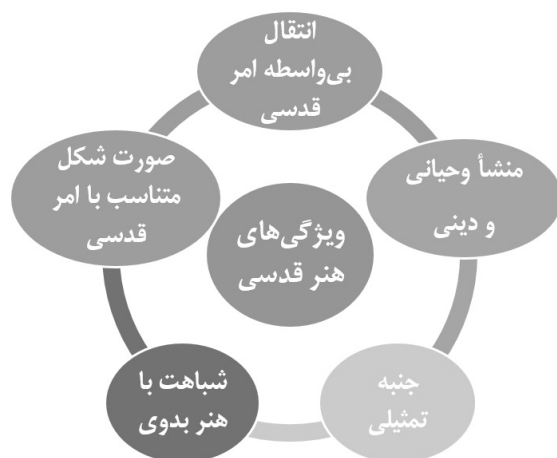 انتقال
بی‌واسطه امر
قدسی
منشأ وحیانی
و دینی
جنبه
تمثیلی
شباهت با
هنر بدوی
صورت شکل
متناسب با امر
قدسی
ویژگی‌های
هنر قدسی